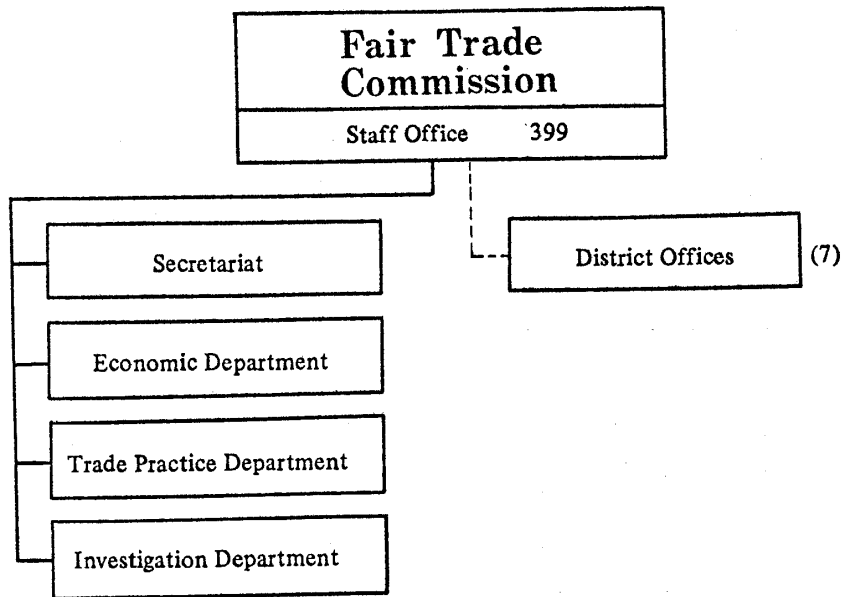 Fair Trade
Commission
Staff Office 399
Secretariat
District Offices (7)
Economic Department
Trade Practice Department
Investigation Department